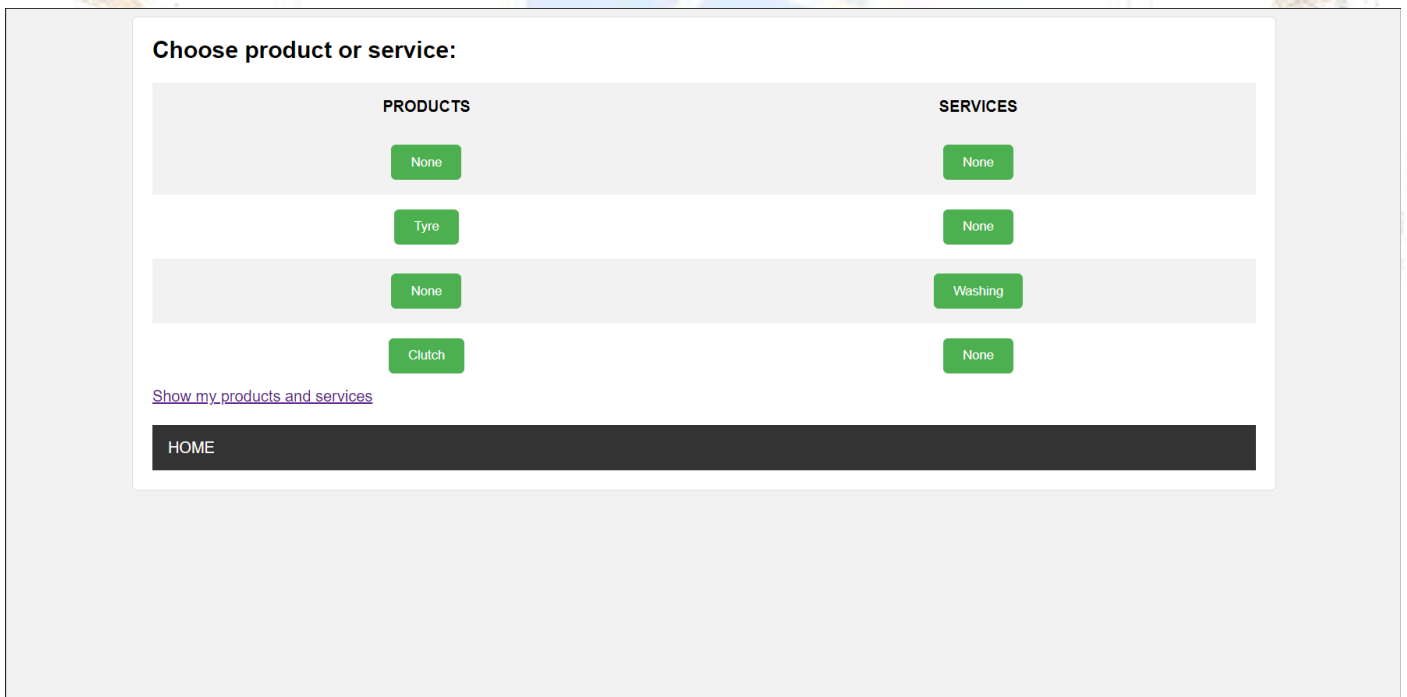 Choose product or service:
PRODUCTS SERVICES
None None
Tyre None
None Washing
Clutch None
Show my products and services
HOME